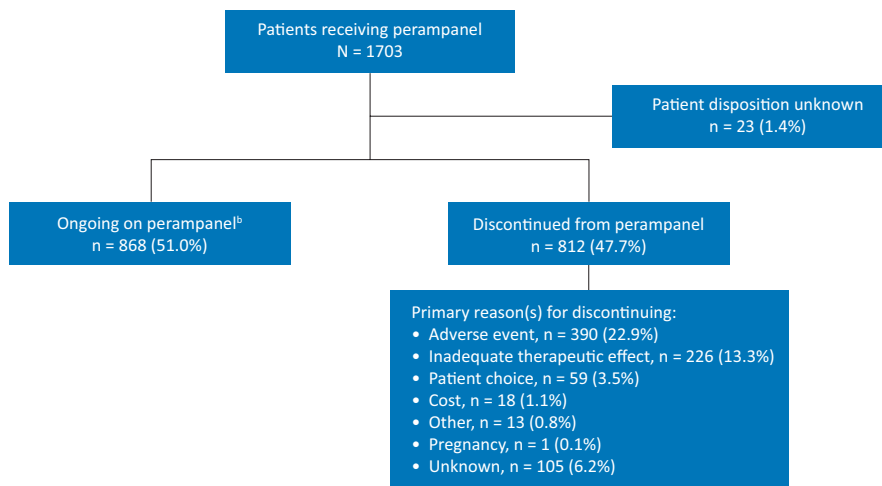 Patients receiving perampanel
N = 1703
Patient disposition unknown
n = 23 (1.4%)
Ongoing on perampanelᵇ
n = 868 (51.0%)
Discontinued from perampanel
n = 812 (47.7%)
Primary reason(s) for discontinuing:
• Adverse event, n = 390 (22.9%)
• Inadequate therapeutic effect, n = 226 (13.3%)
• Patient choice, n = 59 (3.5%)
• Cost, n = 18 (1.1%)
• Other, n = 13 (0.8%)
• Pregnancy, n = 1 (0.1%)
• Unknown, n = 105 (6.2%)